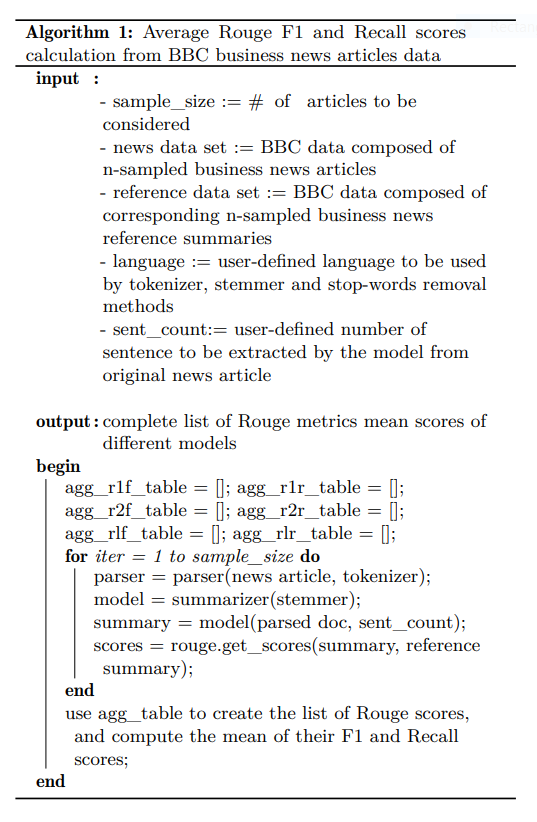 Algorithm 1: Average Rouge F1 and Recall scores
calculation from BBC business news articles data
input :
- sample_size := # of articles to be
considered
- news data set := BBC data composed of
n-sampled business news articles
- reference data set := BBC data composed of
corresponding n-sampled business news
reference summaries
- language := user-defined language to be used
by tokenizer, stemmer and stop-words removal
methods
- sent_count:= user-defined number of
sentence to be extracted by the model from
original news article
output: complete list of Rouge metrics mean scores of
different models
begin
agg_r1f_table = []; agg_r1r_table = [];
agg_r2f_table = []; agg_r2r_table = [];
agg_rlf_table = []; agg_rlr_table = [];
for iter = 1 to sample_size do
parser = parser(news article, tokenizer);
model = summarizer(stemmer);
summary = model(parsed doc, sent_count);
scores = rouge.get_scores(summary, reference
summary);
end
use agg_table to create the list of Rouge scores,
and compute the mean of their F1 and Recall
scores;
end